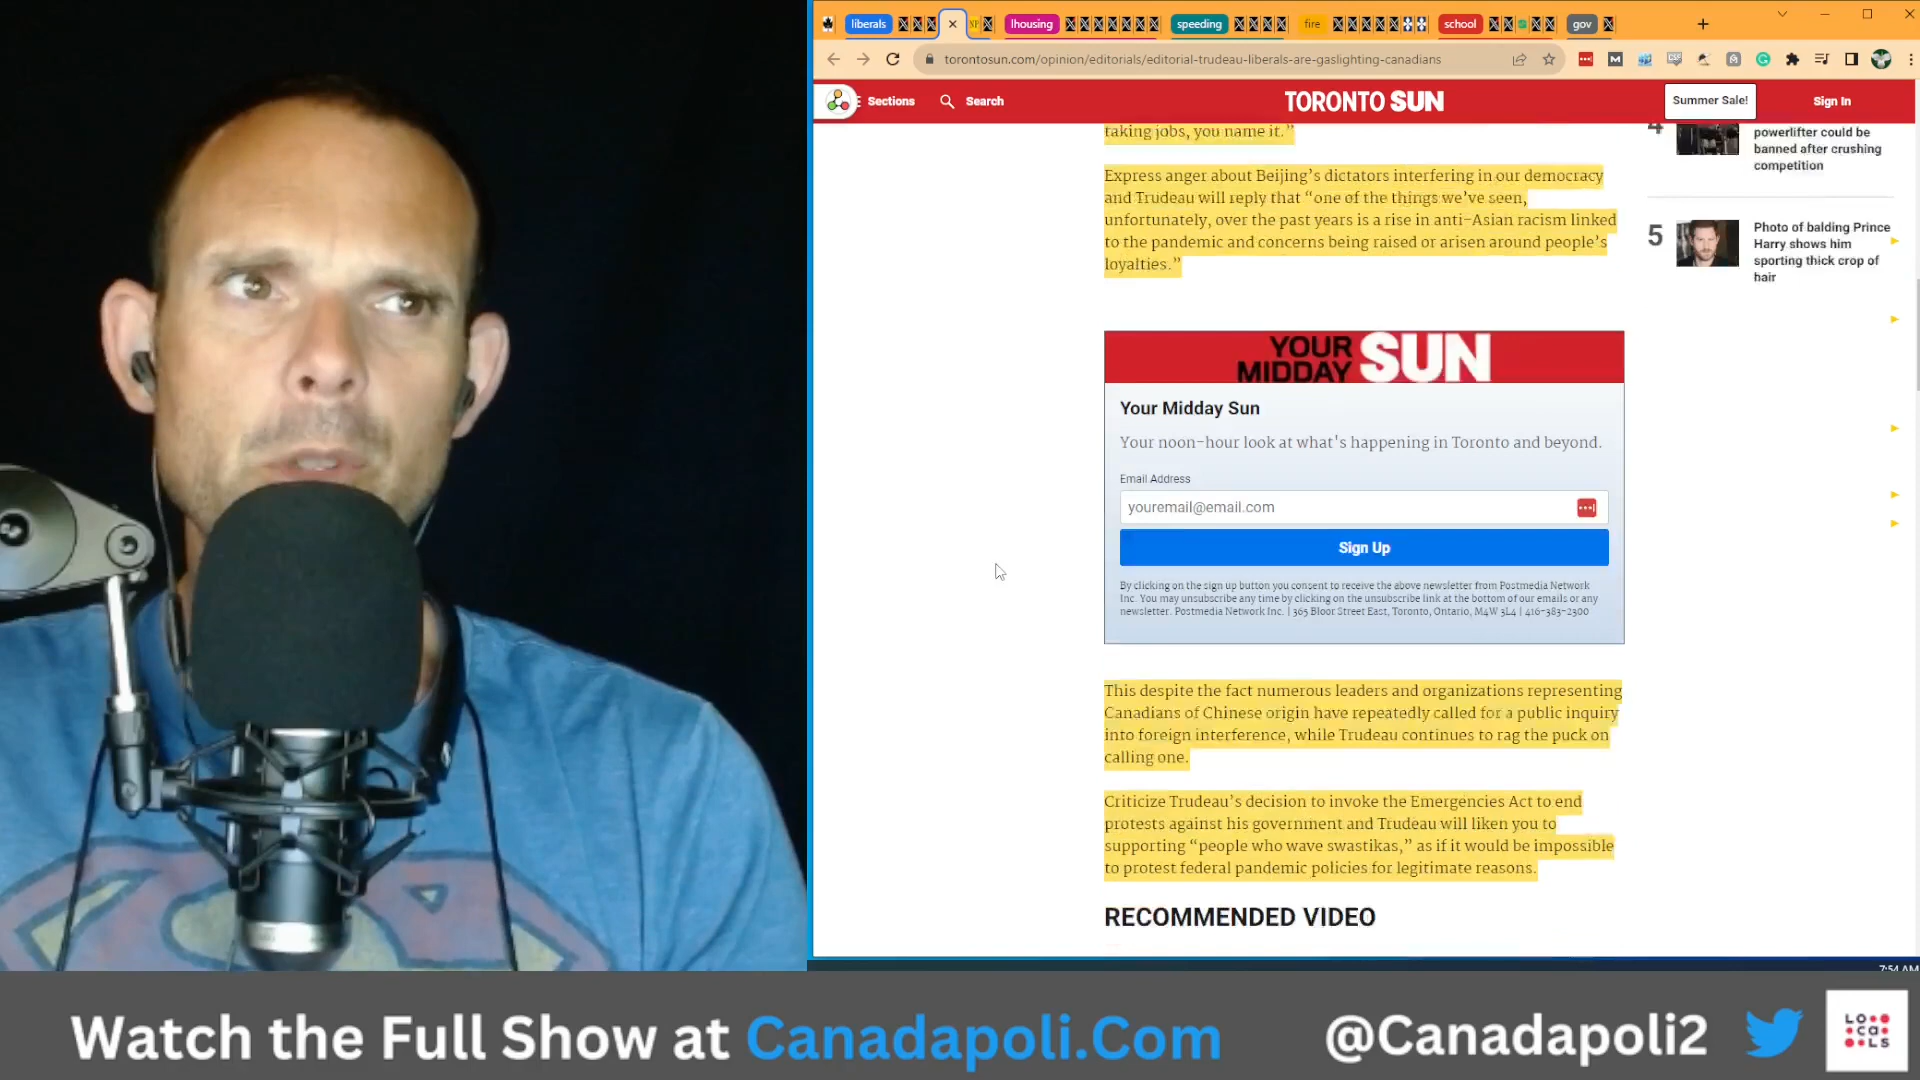 liberals
lhousing
speeding
fire
school
gov
torontosun.com/opinion/editorials/editorial-trudeau-liberals-are-gaslighting-canadians
Sections
Search
TORONTO SUN
Summer Sale!
Sign In
taking jobs, you name it.”
Express anger about Beijing’s dictators interfering in our democracy
and Trudeau will reply that “one of the things we’ve seen,
unfortunately, over the past years is a rise in anti-Asian racism linked
to the pandemic and concerns being raised or arisen around people’s
loyalties.”
4
powerlifter could be
banned after crushing
competition
5
Photo of balding Prince
Harry shows him
sporting thick crop of
hair
YOUR
MIDDAY
SUN
Your Midday Sun
Your noon-hour look at what's happening in Toronto and beyond.
Email Address
youremail@email.com
Sign Up
By clicking on the sign up button you consent to receive the above newsletter from Postmedia Network
Inc. You may unsubscribe any time by clicking on the unsubscribe link at the bottom of our emails or any
newsletter. Postmedia Network Inc. | 365 Bloor Street East, Toronto, Ontario, M4W 3L4 | 416-383-2300
This despite the fact numerous leaders and organizations representing
Canadians of Chinese origin have repeatedly called for a public inquiry
into foreign interference, while Trudeau continues to rag the puck on
calling one.
Criticize Trudeau’s decision to invoke the Emergencies Act to end
protests against his government and Trudeau will liken you to
supporting “people who wave swastikas,” as if it would be impossible
to protest federal pandemic policies for legitimate reasons.
RECOMMENDED VIDEO
7:54 AM
Watch the Full Show at Canadapoli.Com
@Canadapoli2
LO
ca
LS